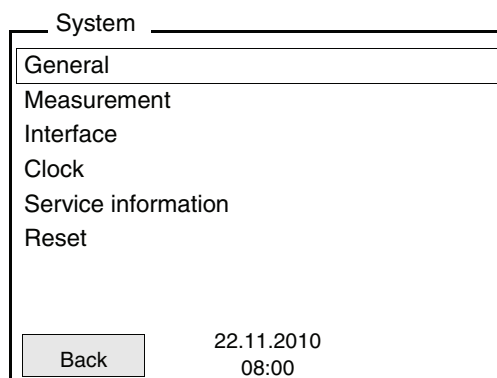 System
General
Measurement
Interface
Clock
Service information
Reset
22.11.2010
Back
08:00